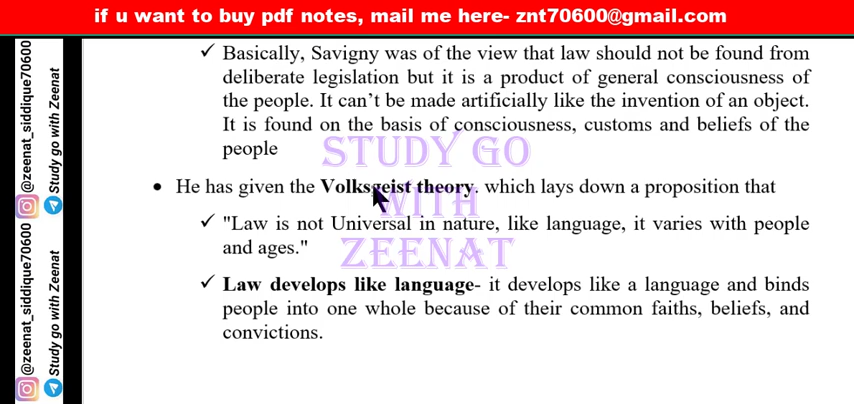 if u want to buy pdf notes, mail me here- znt70600@gmail.com
✓ Basically, Savigny was of the view that law should not be found from
deliberate legislation but it is a product of general consciousness of
the people. It can't be made artificially like the invention of an object.
It is found on the basis of consciousness, customs and beliefs of the
people
• He has given the Volksgeist theory. which lays down a proposition that
✓ "Law is not Universal in nature, like language, it varies with people
and ages."
✓ Law develops like language- it develops like a language and binds
people into one whole because of their common faiths, beliefs, and
convictions.
STUDY GO
WITH
ZEENAT
@zeenat_siddique70600
Study go with Zeenat
@zeenat_siddique70600
Study go with Zeenat